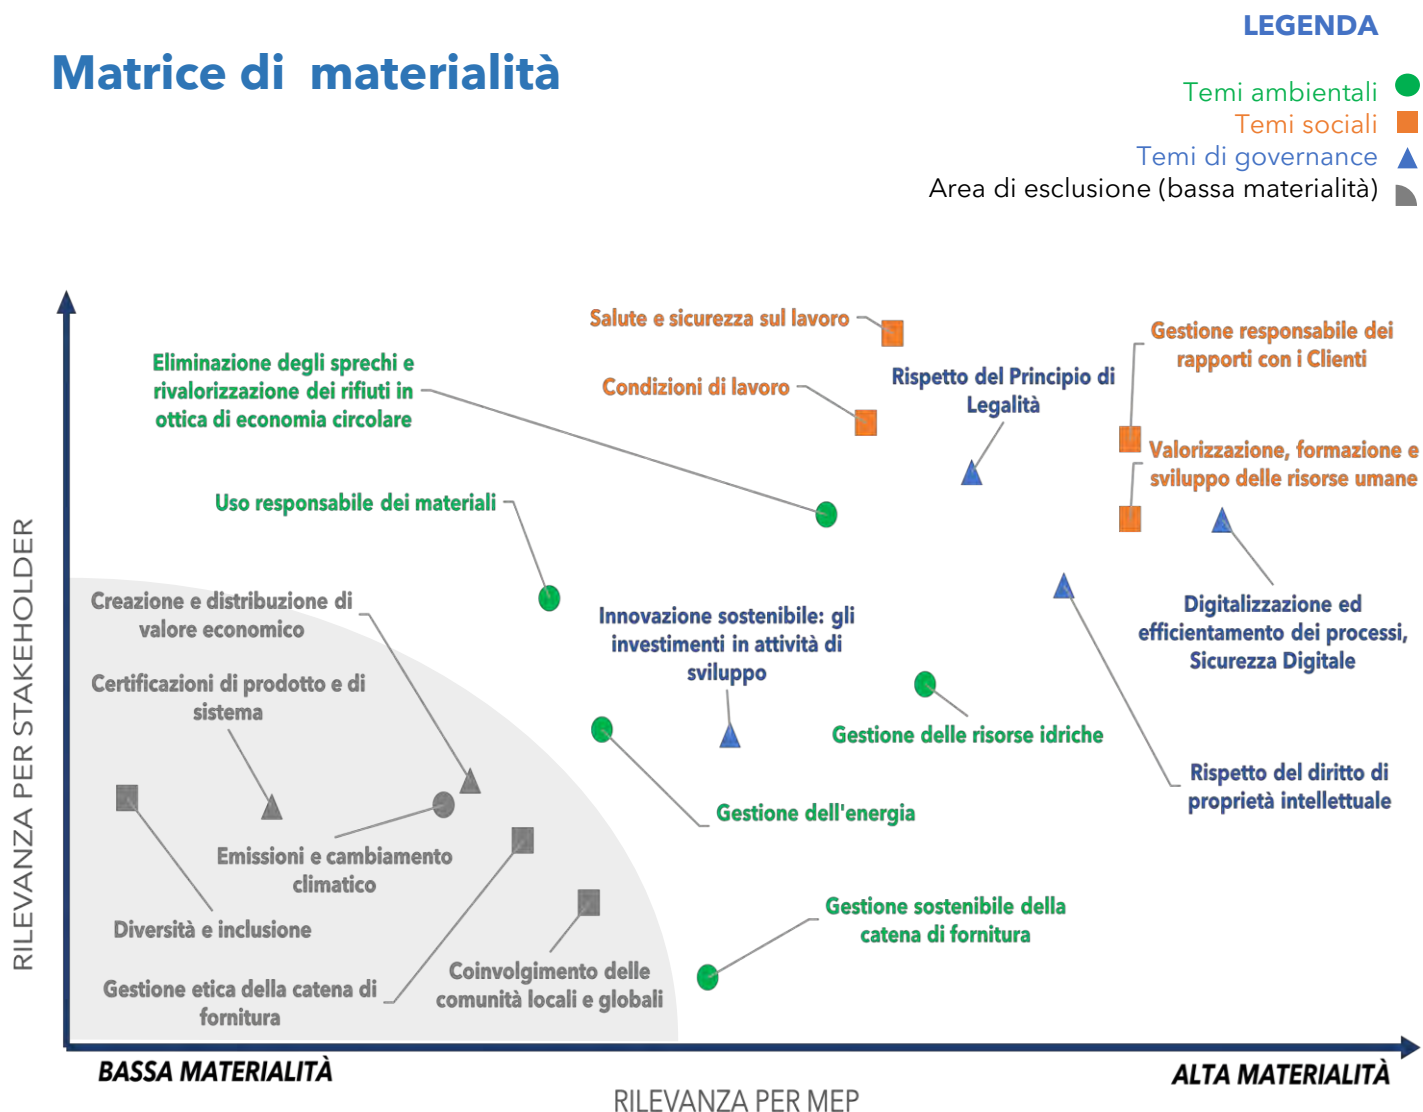 LEGENDA
Matrice di materialità
Temi ambientali
Temi sociali
Temi di governance
Area di esclusione (bassa materialità)
Salute e sicurezza sul lavoro
Gestione responsabile dei
rapporti con i Clienti
Eliminazione degli sprechi e
rivalorizzazione dei rifiuti in
ottica di economia circolare
Condizioni di lavoro
Rispetto del Principio di
Legalità
Valorizzazione, formazione e
sviluppo delle risorse umane
Uso responsabile dei materiali
Creazione e distribuzione di
valore economico
Innovazione sostenibile: gli
investimenti in attività di
sviluppo
Digitalizzazione ed
efficientamento dei processi,
Sicurezza Digitale
Certificazioni di prodotto e di
sistema
Gestione delle risorse idriche
Rispetto del diritto di
proprietà intellettuale
Gestione dell'energia
Emissioni e cambiamento
climatico
Diversità e inclusione
Gestione sostenibile della
catena di fornitura
Gestione etica della catena di
fornitura
Coinvolgimento delle
comunità locali e globali
RILEVANZA PER STAKEHOLDER
BASSA MATERIALITÀ
ALTA MATERIALITÀ
RILEVANZA PER MEP